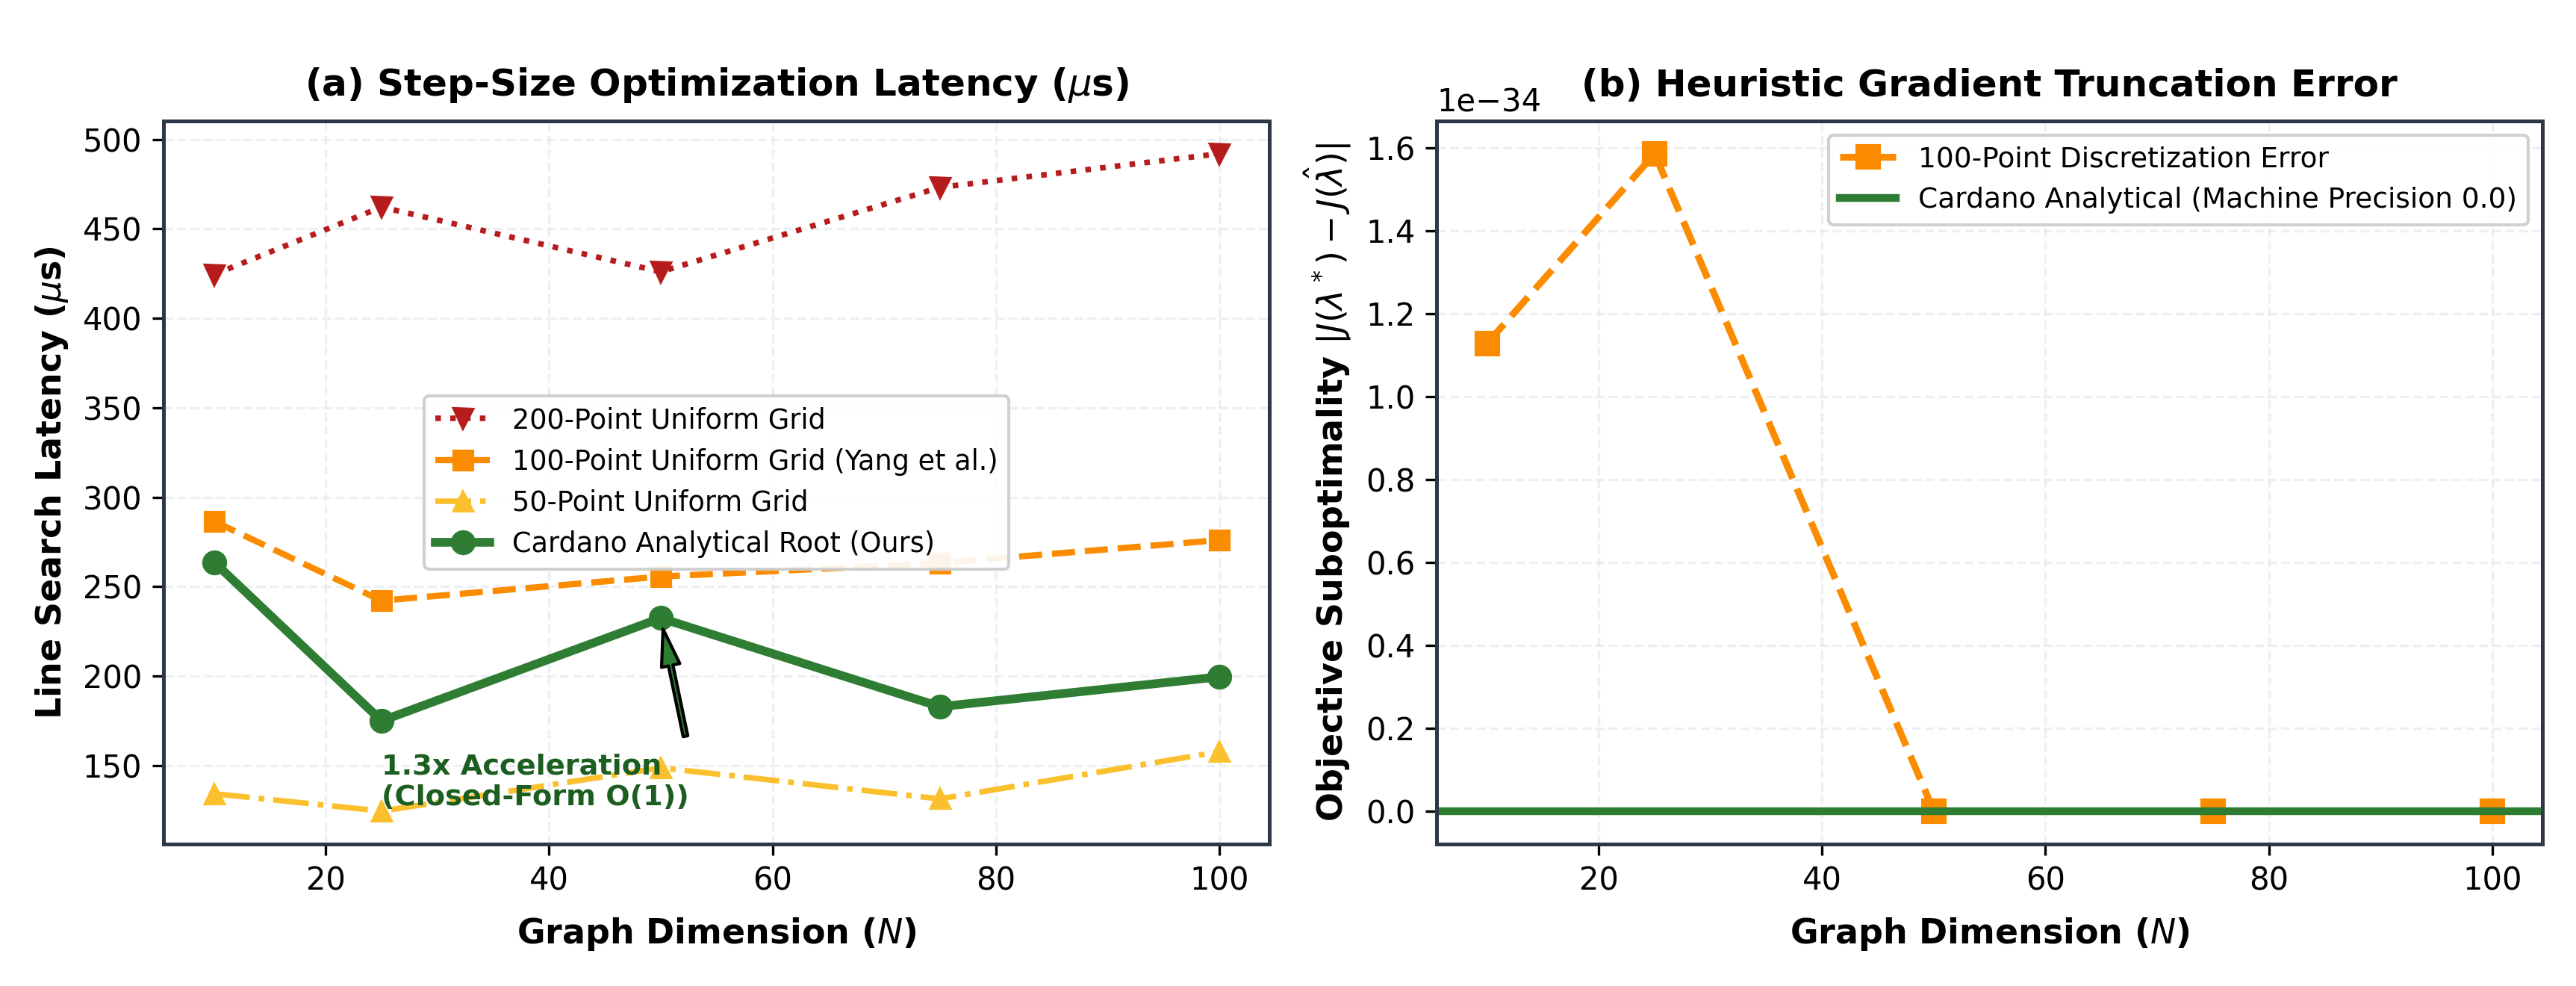 (a) Step-Size Optimization Latency (μs)
Line Search Latency (μs)
500
450
400
350
300
250
200
150
200-Point Uniform Grid
100-Point Uniform Grid (Yang et al.)
50-Point Uniform Grid
Cardano Analytical Root (Ours)
1.3x Acceleration
(Closed-Form O(1))
20 40 60 80 100
Graph Dimension (N)
(b) Heuristic Gradient Truncation Error
1e−34
Objective Suboptimality |J(λ*) − J(λ̂)|
1.6
1.4
1.2
1.0
0.8
0.6
0.4
0.2
0.0
100-Point Discretization Error
Cardano Analytical (Machine Precision 0.0)
20 40 60 80 100
Graph Dimension (N)